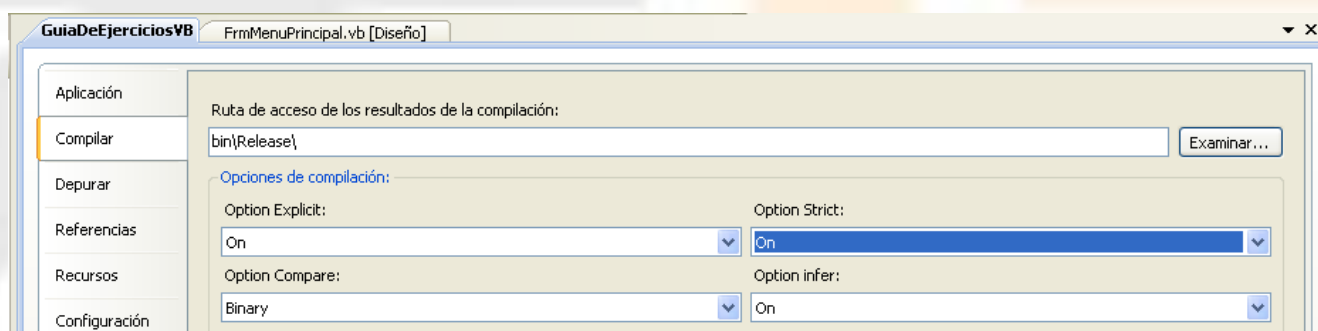 GuiaDeEjerciciosVB FrmMenuPrincipal.vb [Diseño]
Aplicación
Compilar
Depurar
Referencias
Recursos
Configuración
Ruta de acceso de los resultados de la compilación:
bin\Release\ Examinar...
Opciones de compilación:
Option Explicit: Option Strict:
On On
Option Compare: Option infer:
Binary On